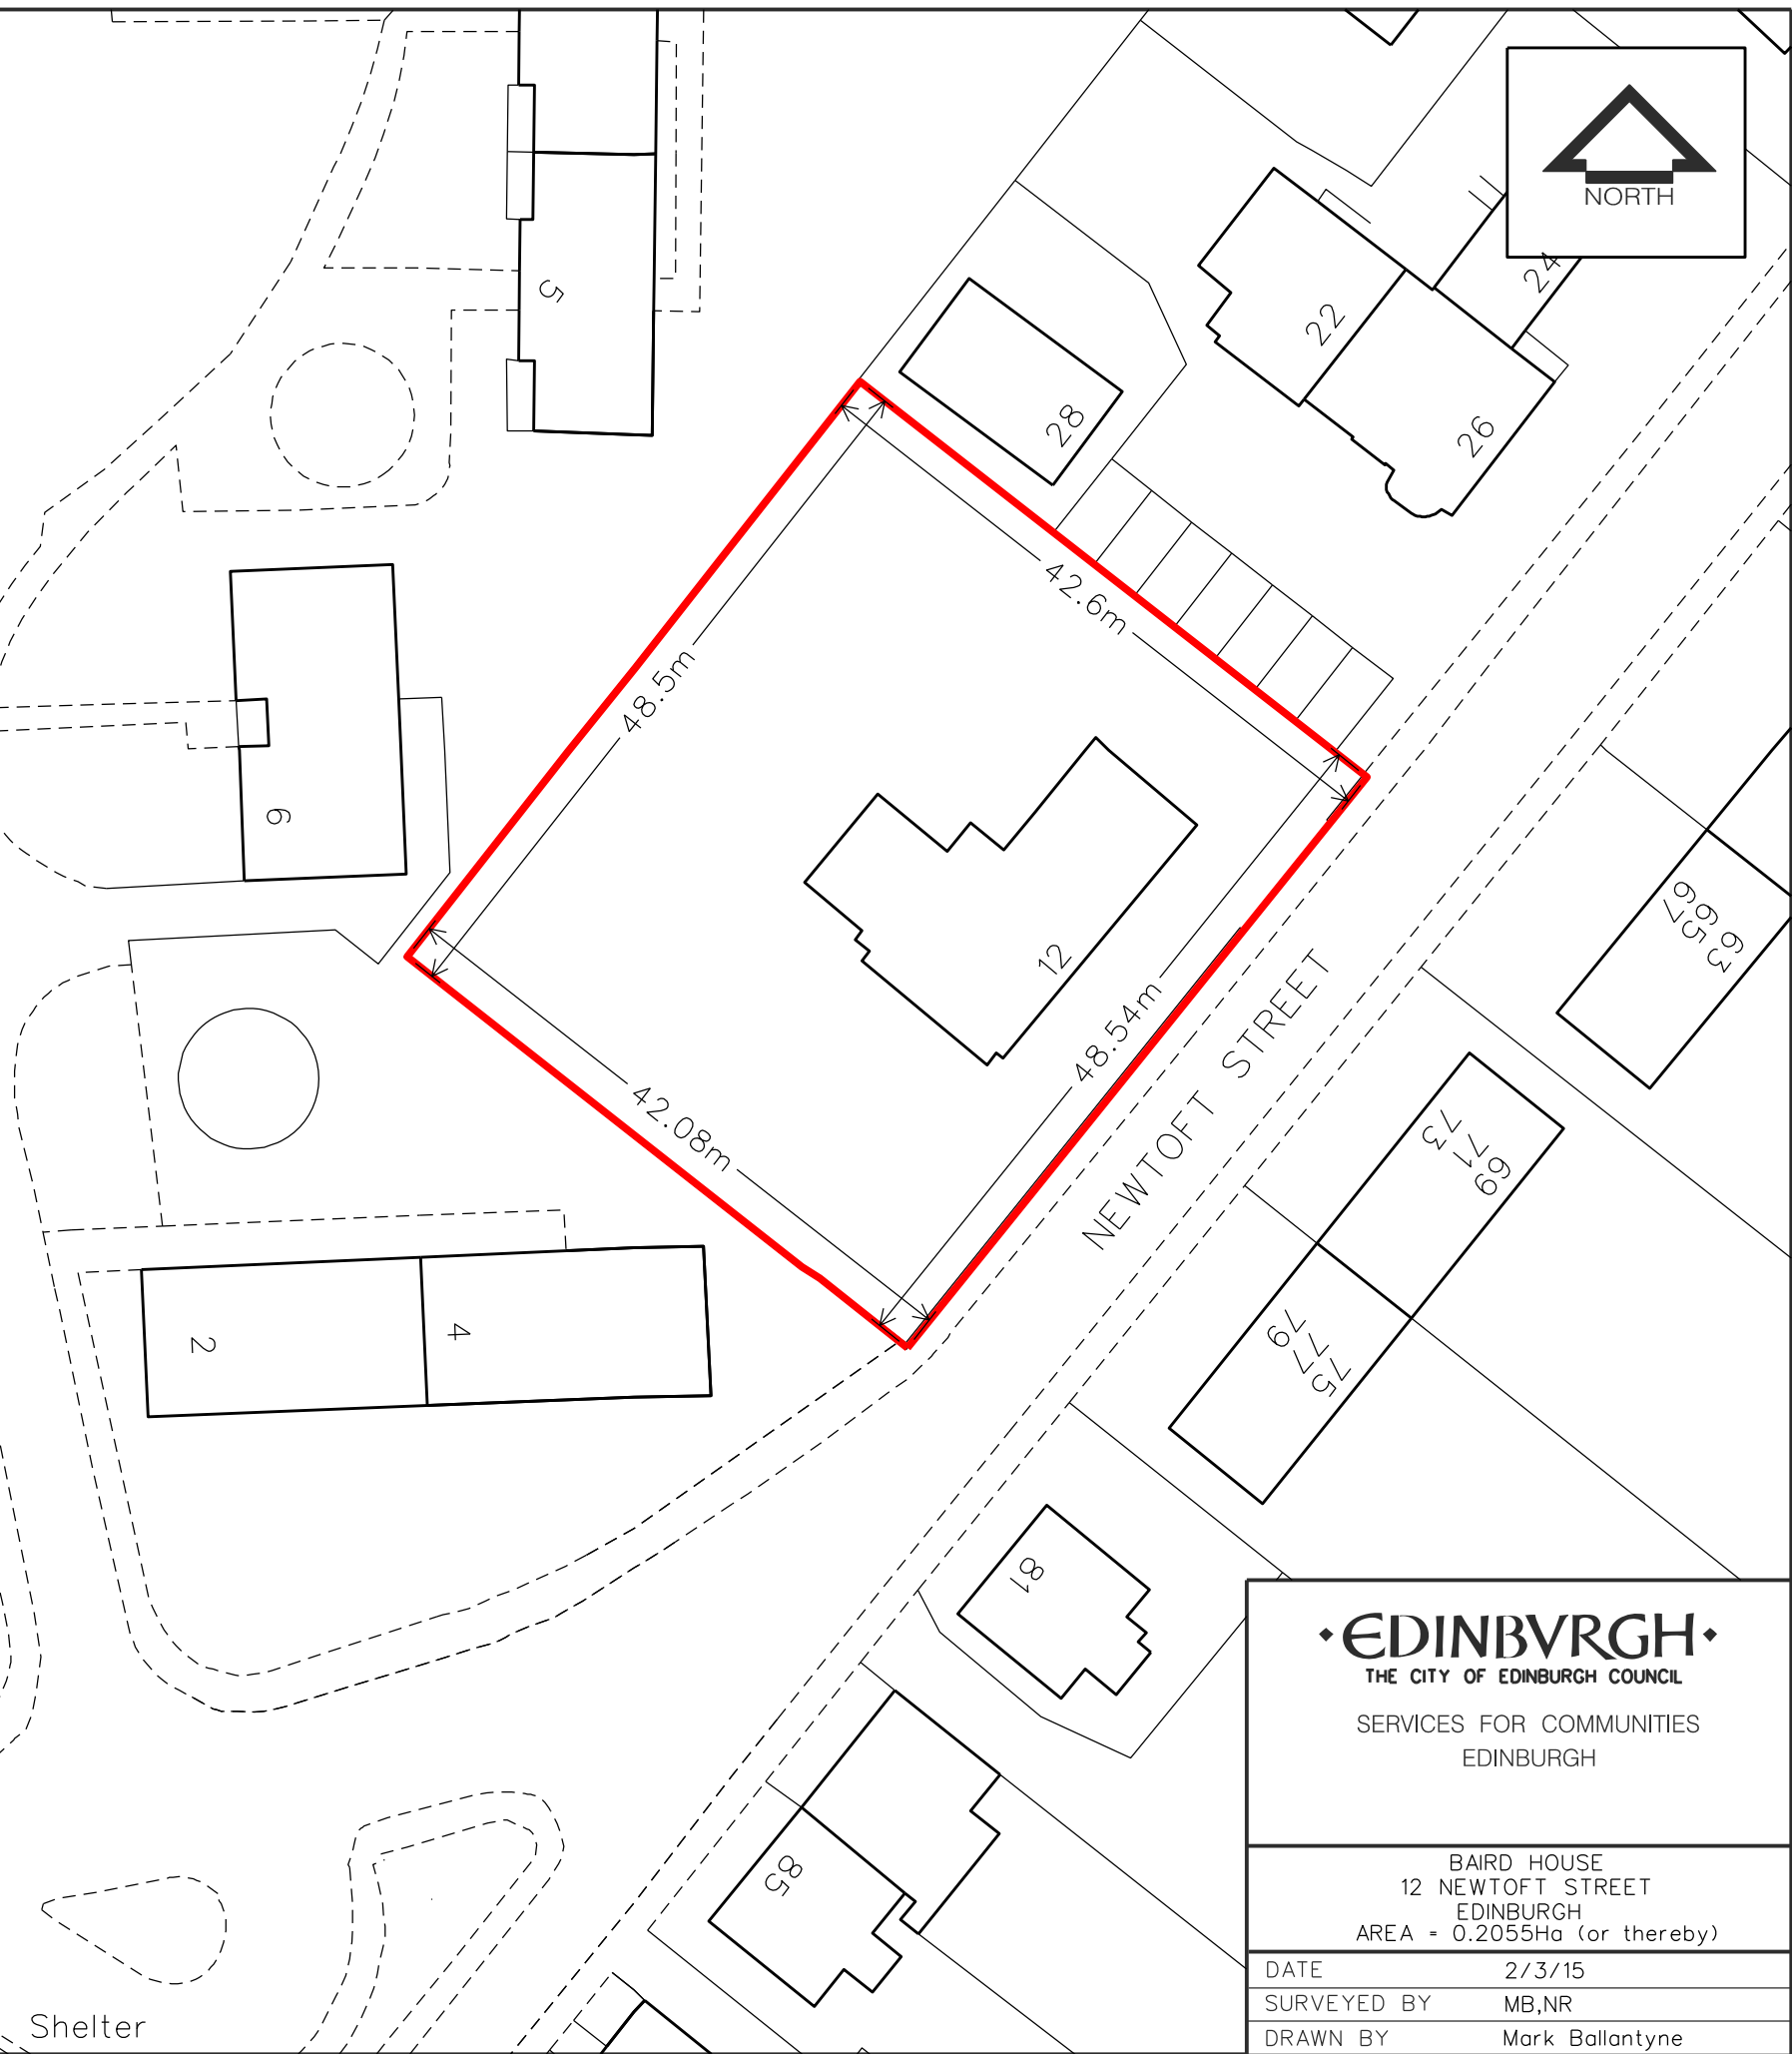 NORTH
5
24
22
28
26
42.6m
48.5m
6
67
65
63
12
48.54m
NEWTOFT STREET
42.08m
73
71
69
2
4
79
77
75
81
85
Shelter
·EDINBVRGH·
THE CITY OF EDINBURGH COUNCIL
SERVICES FOR COMMUNITIES
EDINBURGH
BAIRD HOUSE
12 NEWTOFT STREET
EDINBURGH
AREA = 0.2055Ha (or thereby)
DATE 2/3/15
SURVEYED BY MB,NR
DRAWN BY Mark Ballantyne